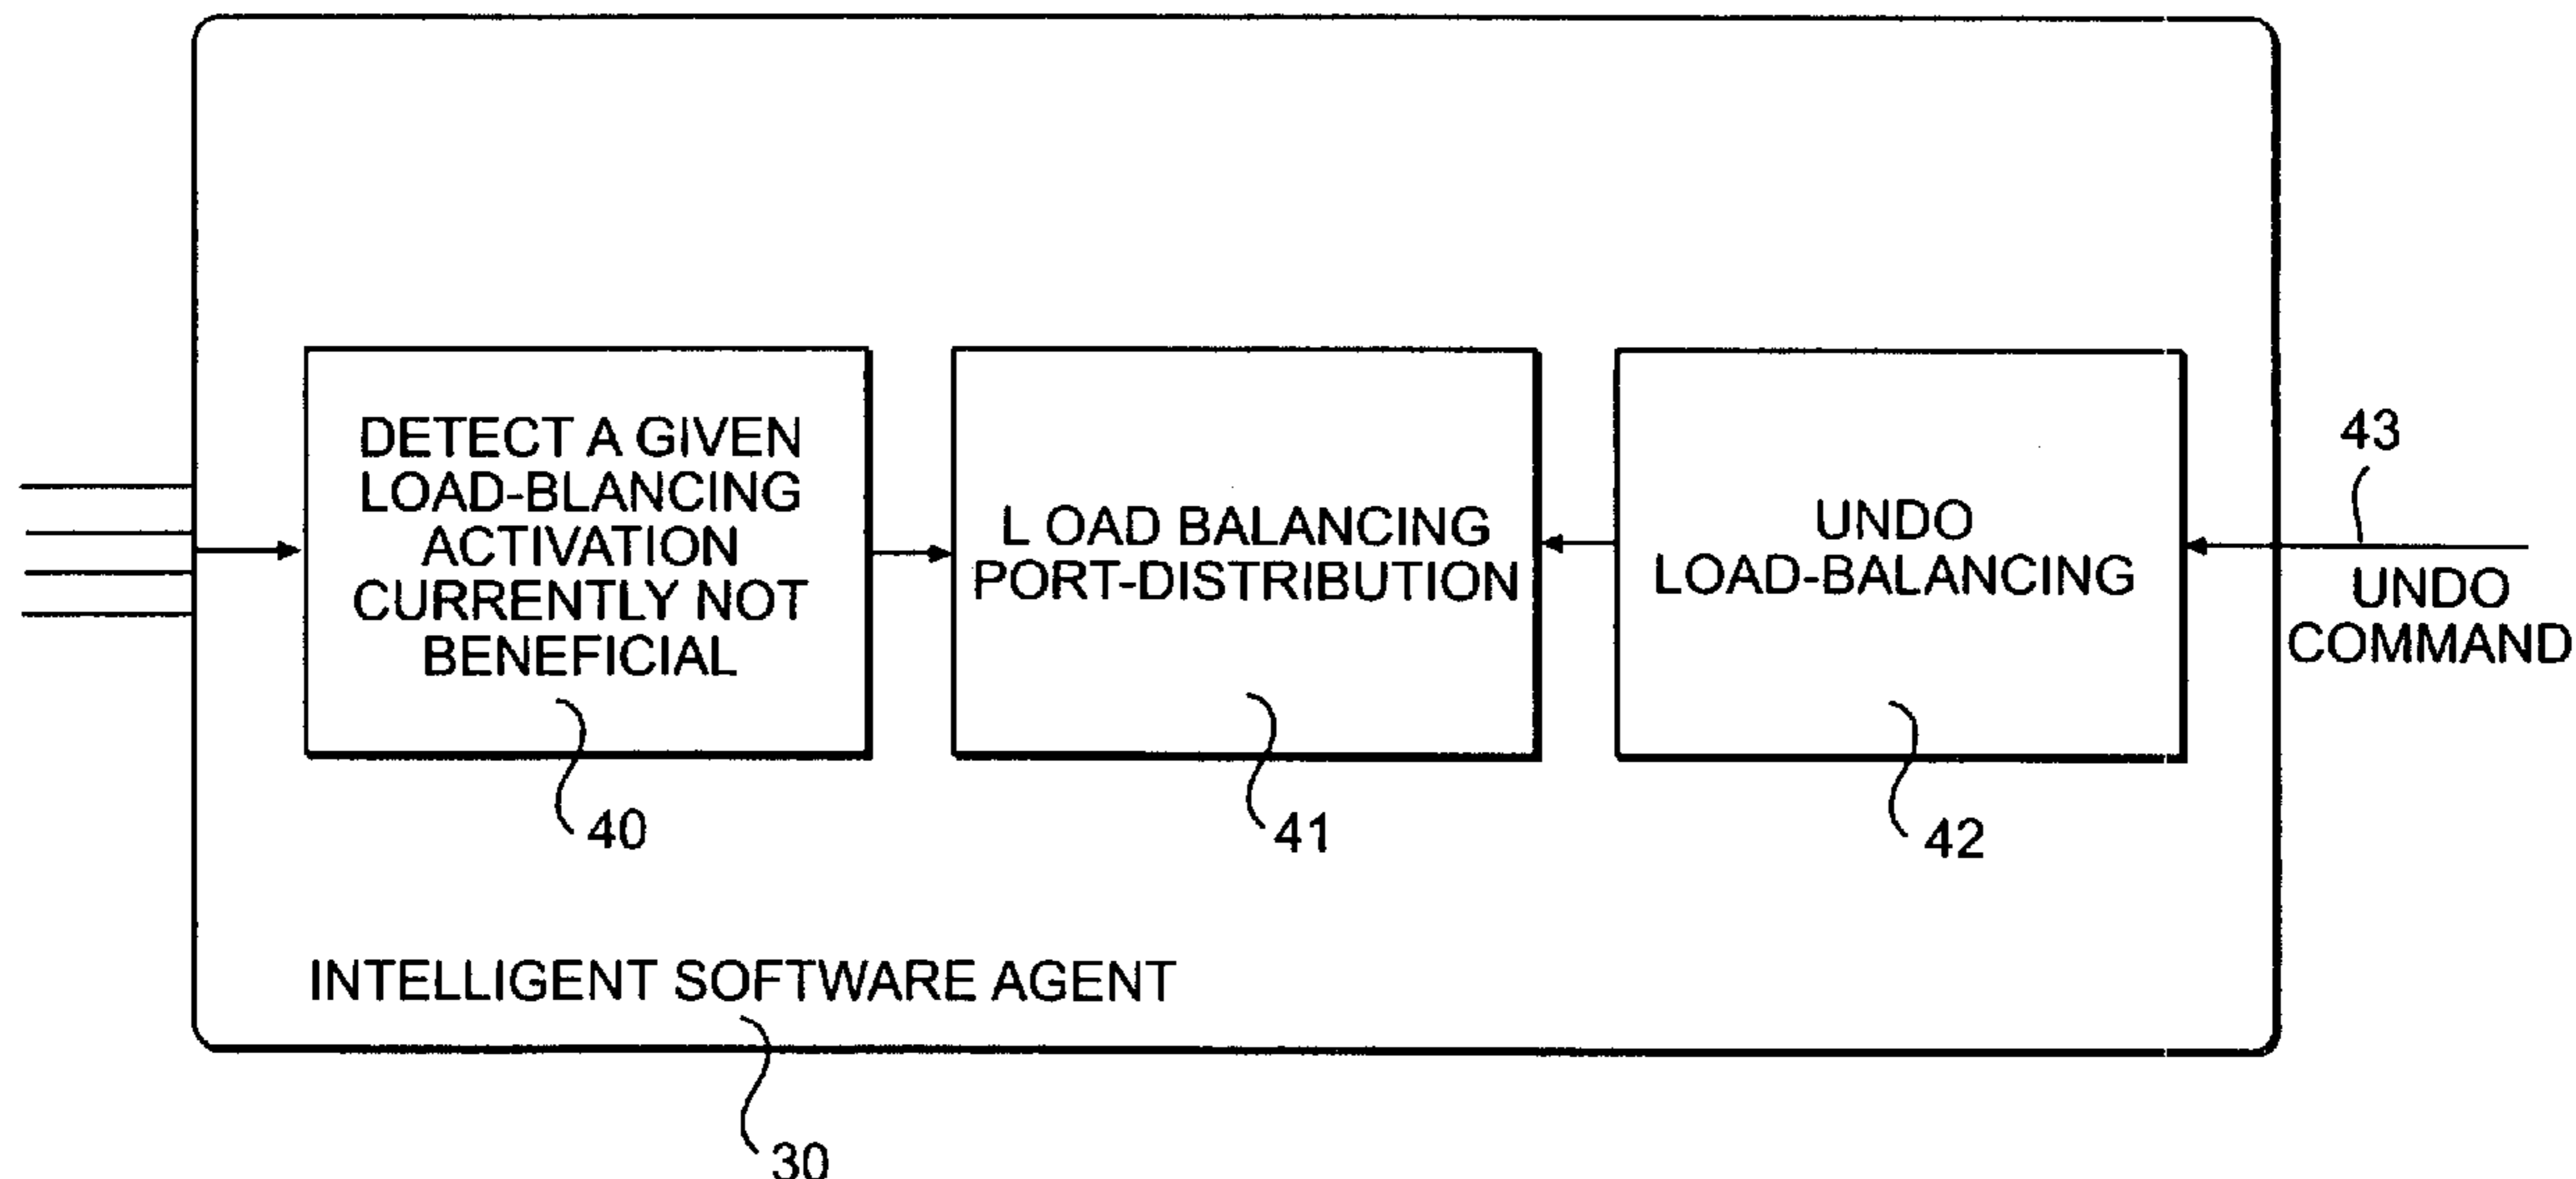 DETECT A GIVEN
LOAD-BLANCING
ACTIVATION
CURRENTLY NOT
BENEFICIAL
40
L OAD BALANCING
PORT-DISTRIBUTION
41
UNDO
LOAD-BALANCING
42
43
UNDO
COMMAND
INTELLIGENT SOFTWARE AGENT
30